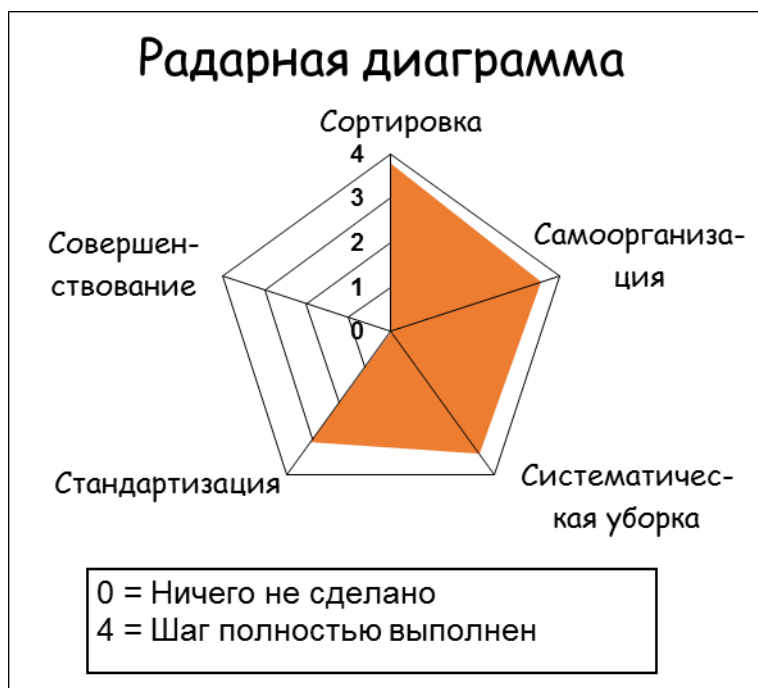 Радарная диаграмма
Сортировка
4
3
2
1
0
Самоорганиза-
ция
Совершен-
ствование
Стандартизация
Систематичес-
кая уборка
0 = Ничего не сделано
4 = Шаг полностью выполнен